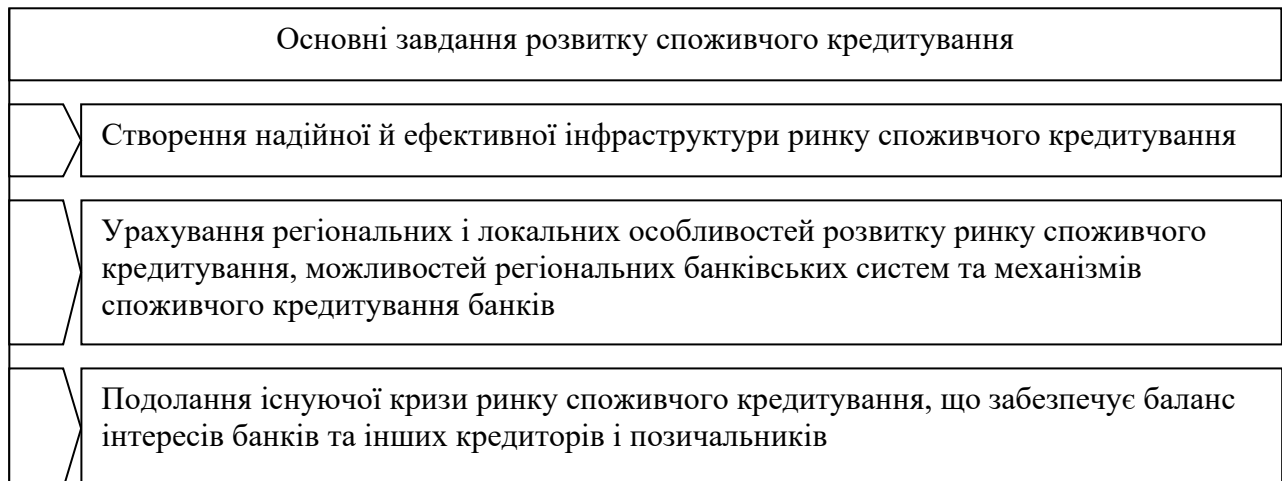 Основні завдання розвитку споживчого кредитування
Створення надійної й ефективної інфраструктури ринку споживчого кредитування
Урахування регіональних і локальних особливостей розвитку ринку споживчого
кредитування, можливостей регіональних банківських систем та механізмів
споживчого кредитування банків
Подолання існуючої кризи ринку споживчого кредитування, що забезпечує баланс
інтересів банків та інших кредиторів і позичальників